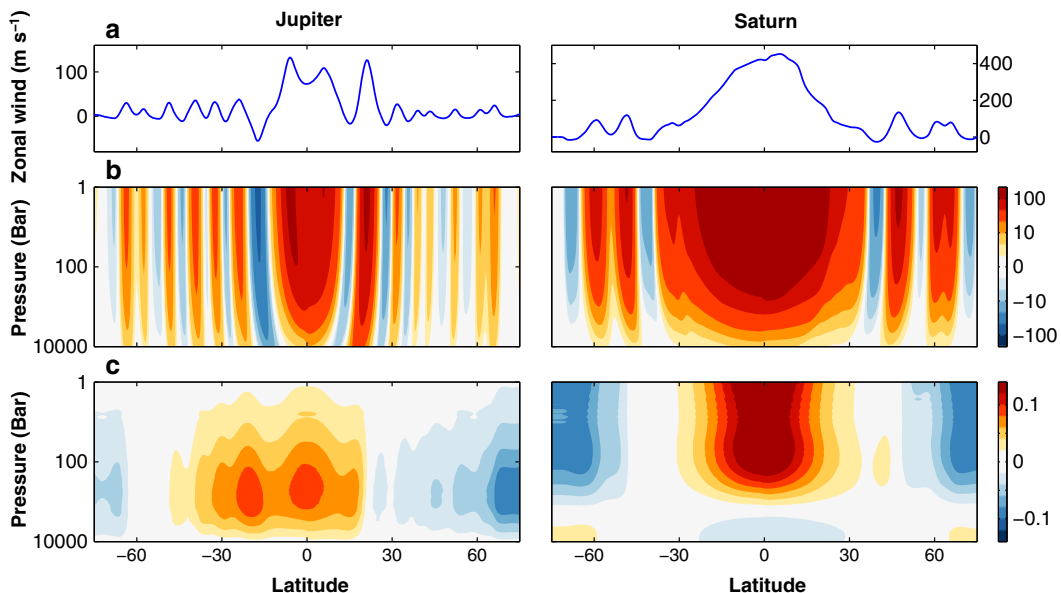 Jupiter
Saturn
a
Zonal wind (m s⁻¹)
100
0
400
200
0
b
Pressure (Bar)
1
100
10000
100
10
0
−10
−100
c
Pressure (Bar)
1
100
10000
0.1
0
−0.1
−60 −30 0 30 60
−60 −30 0 30 60
Latitude
Latitude